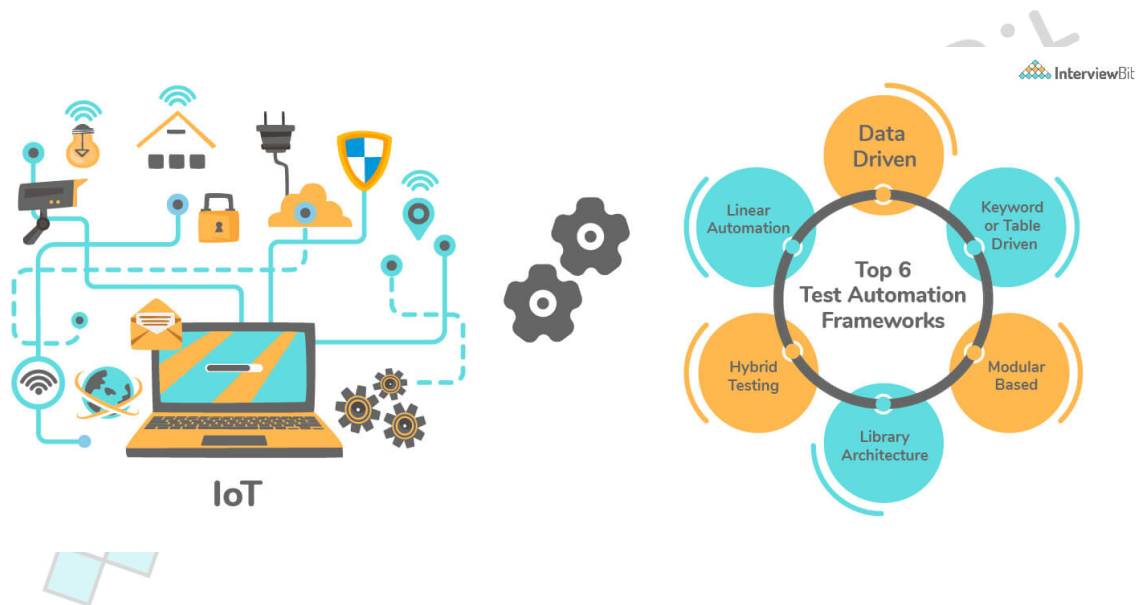 InterviewBit
Data
Driven
Linear
Automation
Keyword
or Table
Driven
Top 6
Test Automation
Frameworks
Hybrid
Testing
Modular
Based
Library
Architecture
IoT